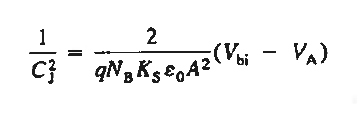 1/C_J^2 = 2/(qN_B K_S ε_0 A^2) (V_bi − V_A)